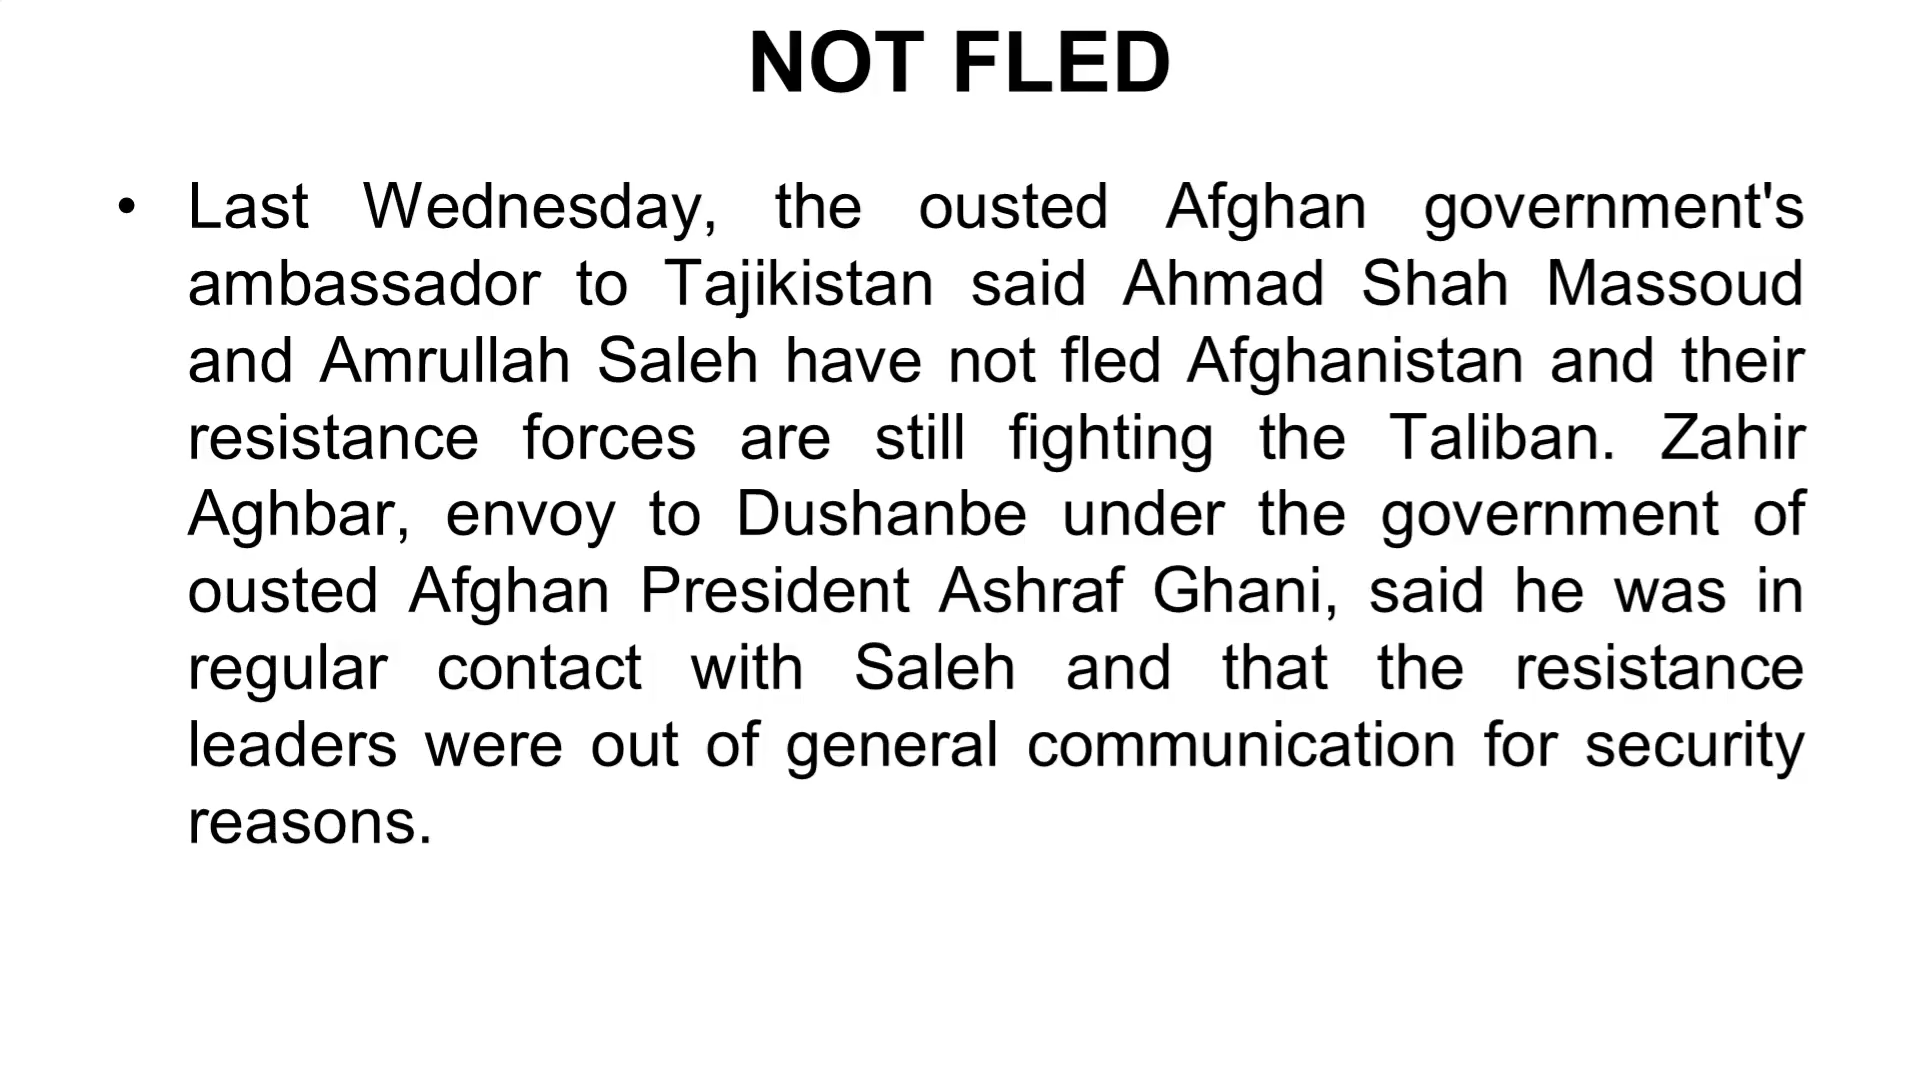 NOT FLED
• Last Wednesday, the ousted Afghan government's
ambassador to Tajikistan said Ahmad Shah Massoud
and Amrullah Saleh have not fled Afghanistan and their
resistance forces are still fighting the Taliban. Zahir
Aghbar, envoy to Dushanbe under the government of
ousted Afghan President Ashraf Ghani, said he was in
regular contact with Saleh and that the resistance
leaders were out of general communication for security
reasons.